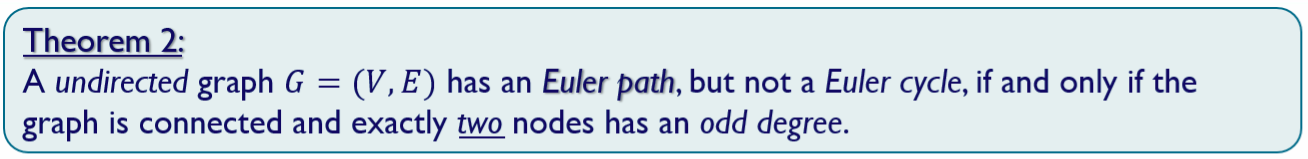 Theorem 2:
A undirected graph G = (V, E) has an Euler path, but not a Euler cycle, if and only if the
graph is connected and exactly two nodes has an odd degree.